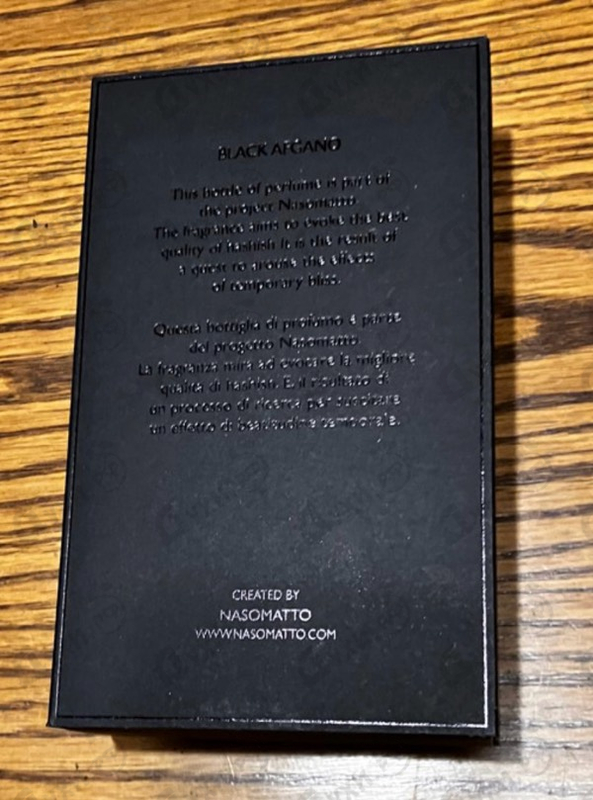 BLACK AFGANO
This bottle of perfume is part of
the project Nasomatto.
The fragrance aims to evoke the best
quality of hashish. It is the result of
a quest to arouse the effects
of temporary bliss.
Questa bottiglia di profumo è parte
del progetto Nasomatto.
La fragranza mira ad evocare la migliore
qualità di hashish. È il risultato di
un processo di ricerca per suscitare
un effetto di beatitudine temporale.
CREATED BY
NASOMATTO
WWW.NASOMATTO.COM